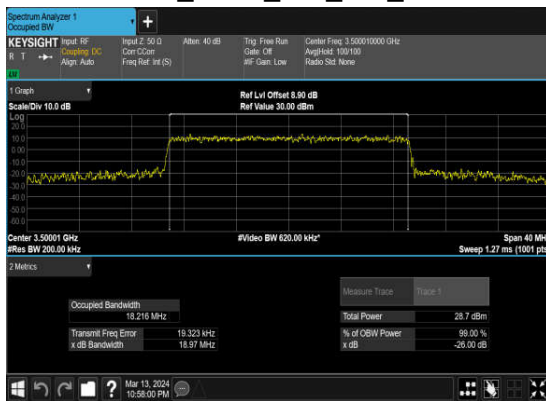 Spectrum Analyzer 1
Occupied BW
KEYSIGHT Input: RF Input Z: 50 Ω Atten: 40 dB Trig: Free Run Center Freq: 3.500010000 GHz
R T Coupling: DC Corr CCorr Gate: Off Avg|Hold: 100/100
Align: Auto Freq Ref: Int (S) #IF Gain: Low Radio Std: None
1 Graph
Ref Lvl Offset 8.90 dB
Scale/Div 10.0 dB Ref Value 30.00 dBm
Log
20.0
10.0
0.00
-10.0
-20.0
-30.0
-40.0
-50.0
-60.0
Center 3.50001 GHz #Video BW 620.00 kHz* Span 40 MH
#Res BW 200.00 kHz Sweep 1.27 ms (1001 pts
2 Metrics
Measure Trace Trace 1
Occupied Bandwidth
18.216 MHz Total Power 28.7 dBm
Transmit Freq Error 19.323 kHz % of OBW Power 99.00 %
x dB Bandwidth 18.97 MHz x dB -26.00 dB
? Mar 13, 2024
10:58:00 PM